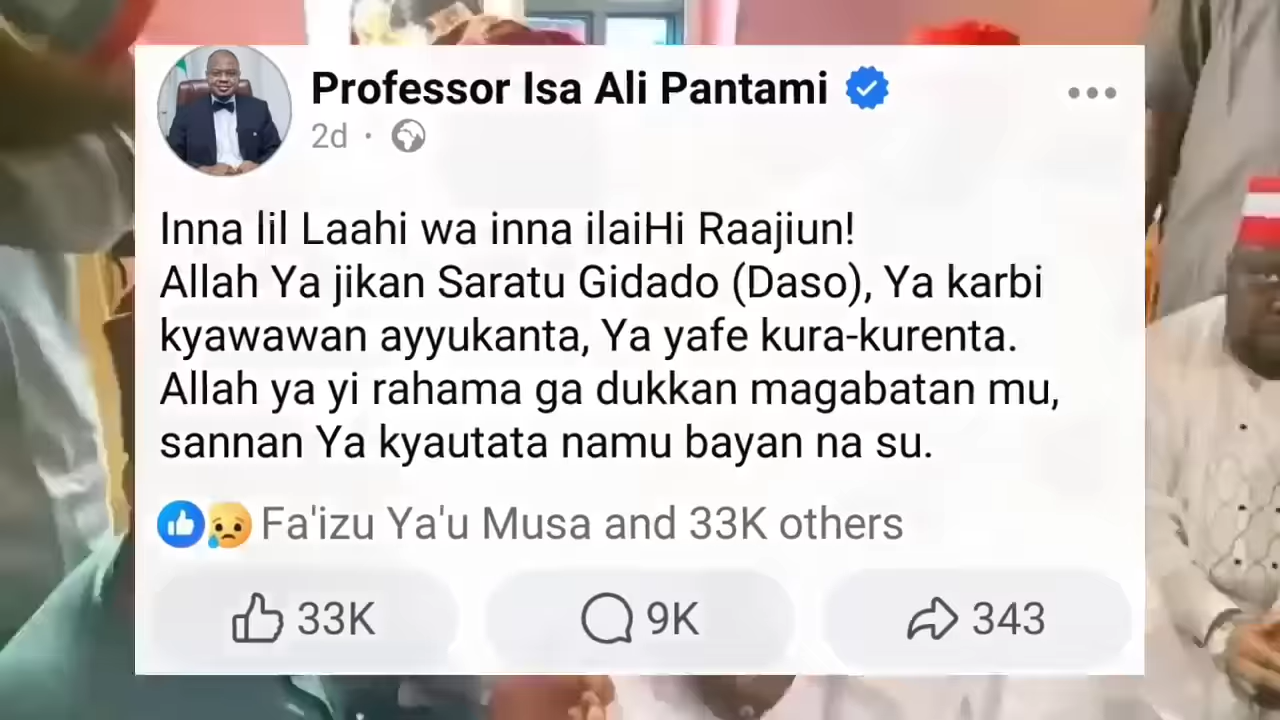 Professor Isa Ali Pantami
2d ·
Inna lil Laahi wa inna ilaiHi Raajiun!
Allah Ya jikan Saratu Gidado (Daso), Ya karbi
kyawawan ayyukanta, Ya yafe kura-kurenta.
Allah ya yi rahama ga dukkan magabatan mu,
sannan Ya kyautata namu bayan na su.
Fa'izu Ya'u Musa and 33K others
33K
9K
343